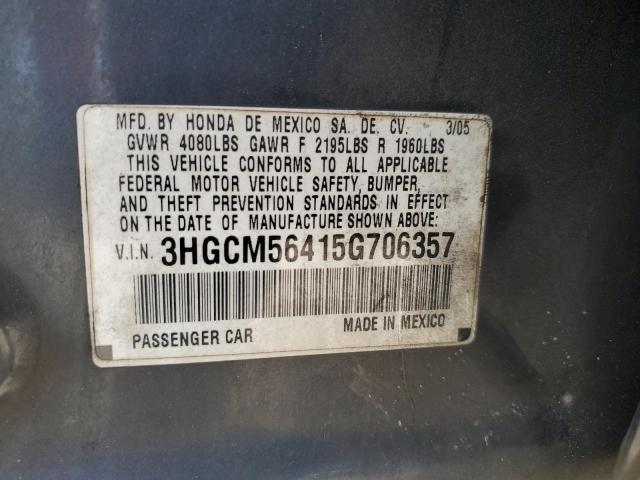 MFD. BY HONDA DE MEXICO SA. DE. CV. 3/05
GVWR 4080LBS GAWR F 2195LBS R 1960LBS
THIS VEHICLE CONFORMS TO ALL APPLICABLE
FEDERAL MOTOR VEHICLE SAFETY, BUMPER,
AND THEFT PREVENTION STANDARDS IN EFFECT
ON THE DATE OF MANUFACTURE SHOWN ABOVE.
V.I.N. 3HGCM56415G706357
PASSENGER CAR MADE IN MEXICO